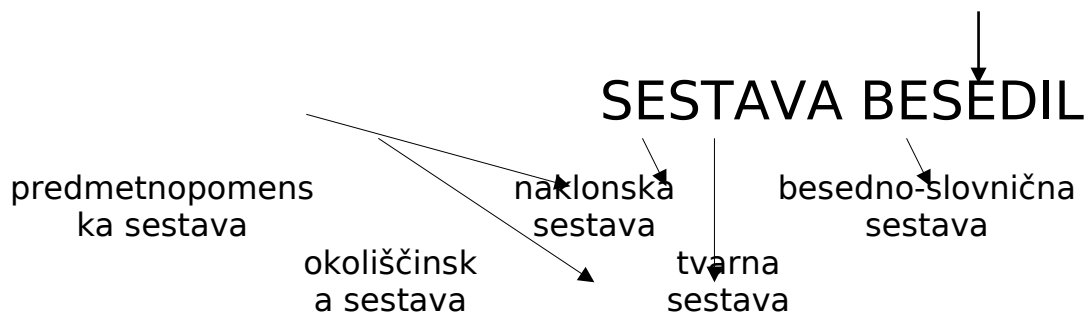 SESTAVA BESEDIL
predmetnopomens
ka sestava
naklonska
sestava
besedno-slovnična
sestava
okoliščinsk
a sestava
tvarna
sestava